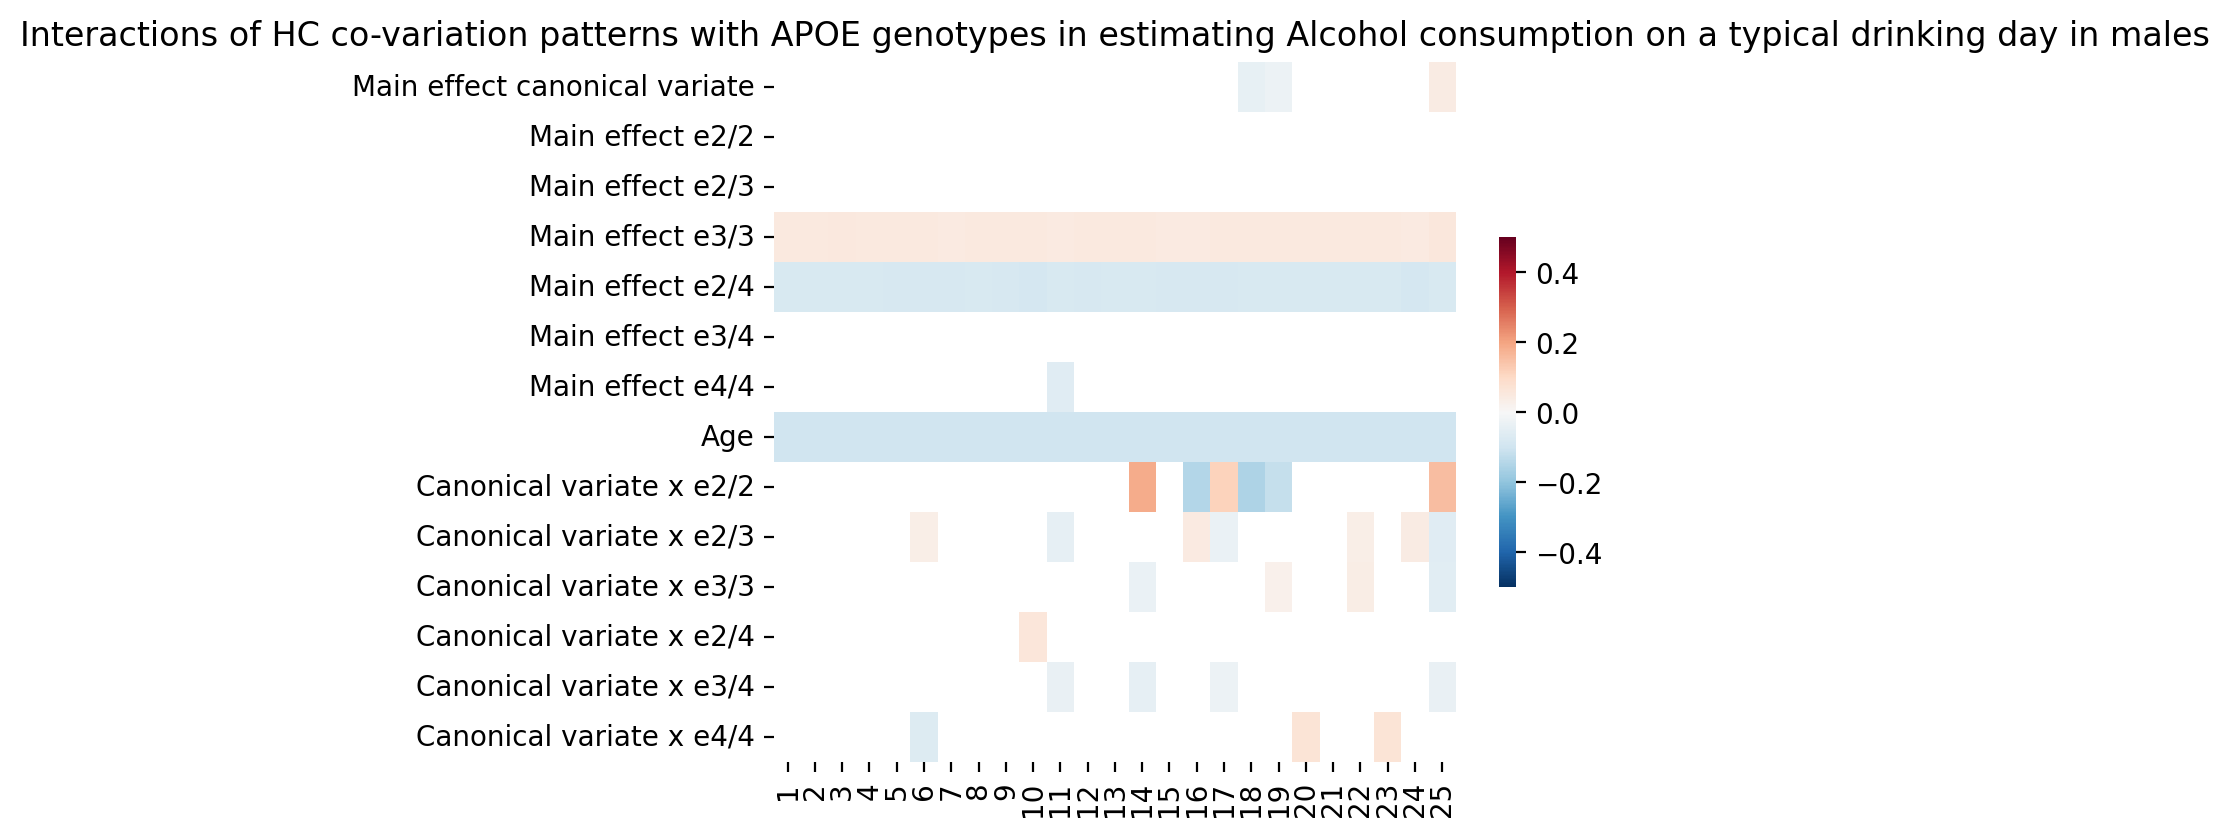 Interactions of HC co-variation patterns with APOE genotypes in estimating Alcohol consumption on a typical drinking day in males
Main effect canonical variate
Main effect e2/2
Main effect e2/3
Main effect e3/3
Main effect e2/4
Main effect e3/4
Main effect e4/4
Age
Canonical variate x e2/2
Canonical variate x e2/3
Canonical variate x e3/3
Canonical variate x e2/4
Canonical variate x e3/4
Canonical variate x e4/4
1 2 3 4 5 6 7 8 9 10 11 12 13 14 15 16 17 18 19 20 21 22 23 24 25
0.4
0.2
0.0
−0.2
−0.4